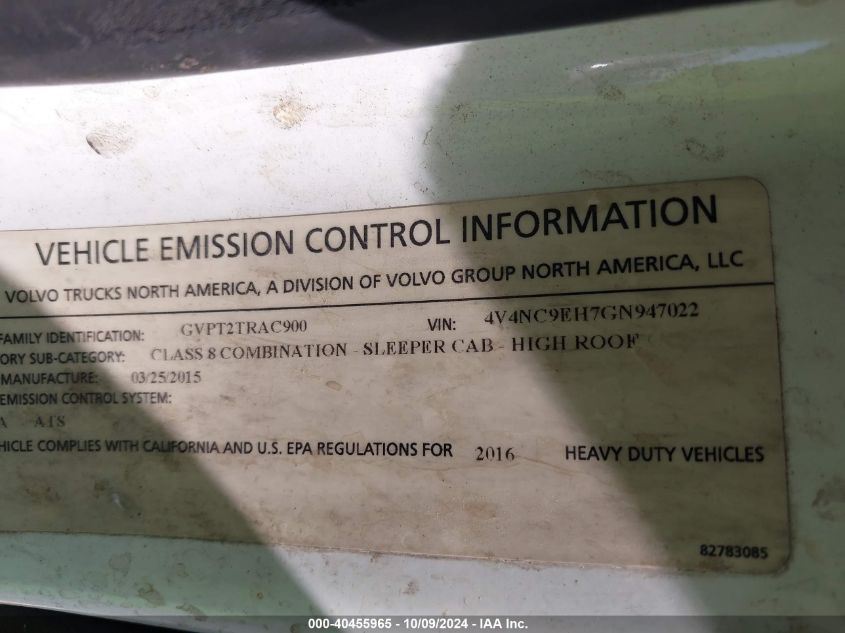 VEHICLE EMISSION CONTROL INFORMATION
VOLVO TRUCKS NORTH AMERICA, A DIVISION OF VOLVO GROUP NORTH AMERICA, LLC
FAMILY IDENTIFICATION: GVPT2TRAC900 VIN: 4V4NC9EH7GN947022
ORY SUB-CATEGORY: CLASS 8 COMBINATION - SLEEPER CAB - HIGH ROOF
MANUFACTURE: 03/25/2015
EMISSION CONTROL SYSTEM:
A ATS
HICLE COMPLIES WITH CALIFORNIA AND U.S. EPA REGULATIONS FOR 2016 HEAVY DUTY VEHICLES
82783085
000-40455965 - 10/09/2024 - IAA Inc.